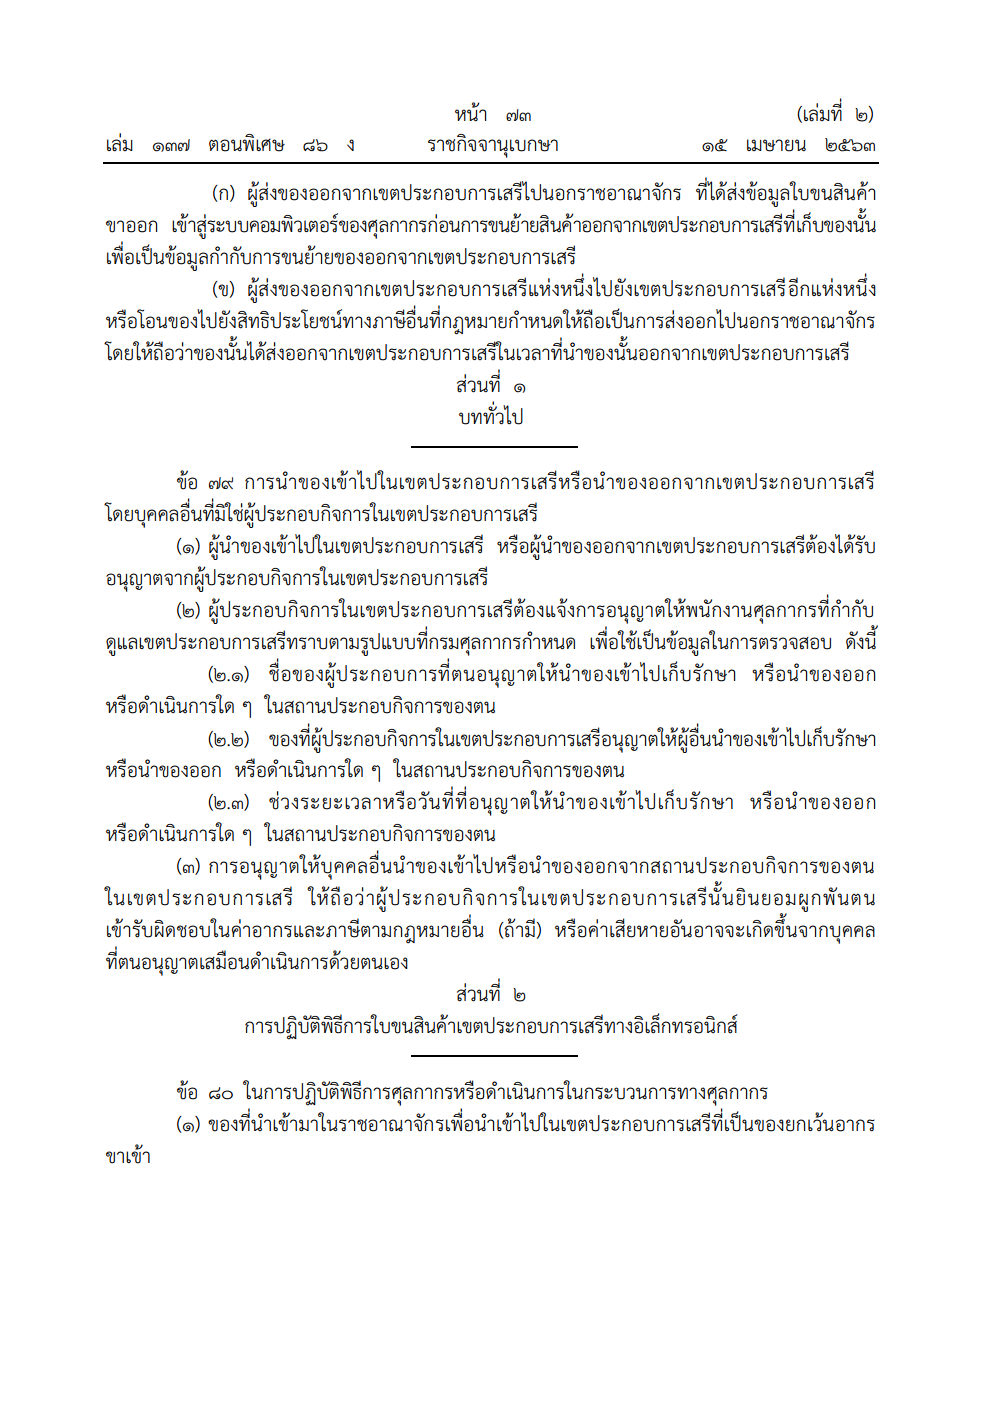 หน้า ๗๓
(เล่มที่ ๒)
เล่ม ๑๓๗ ตอนพิเศษ ๘๖ ง ราชกิจจานุเบกษา ๑๕ เมษายน ๒๕๖๓
(ก) ผู้ส่งของออกจากเขตประกอบการเสรีไปนอกราชอาณาจักร ที่ได้ส่งข้อมูลใบขนสินค้า
ขาออก เข้าสู่ระบบคอมพิวเตอร์ของศุลกากรก่อนการขนย้ายสินค้าออกจากเขตประกอบการเสรีที่เก็บของนั้น
เพื่อเป็นข้อมูลกำกับการขนย้ายของออกจากเขตประกอบการเสรี
(ข) ผู้ส่งของออกจากเขตประกอบการเสรีแห่งหนึ่งไปยังเขตประกอบการเสรีอีกแห่งหนึ่ง
หรือโอนของไปยังสิทธิประโยชน์ทางภาษีอื่นที่กฎหมายกำหนดให้ถือเป็นการส่งออกไปนอกราชอาณาจักร
โดยให้ถือว่าของนั้นได้ส่งออกจากเขตประกอบการเสรีในเวลาที่นำของนั้นออกจากเขตประกอบการเสรี
ส่วนที่ ๑
บททั่วไป
ข้อ ๗๙ การนำของเข้าไปในเขตประกอบการเสรีหรือนำของออกจากเขตประกอบการเสรี
โดยบุคคลอื่นที่มิใช่ผู้ประกอบกิจการในเขตประกอบการเสรี
(๑) ผู้นำของเข้าไปในเขตประกอบการเสรี หรือผู้นำของออกจากเขตประกอบการเสรีต้องได้รับ
อนุญาตจากผู้ประกอบกิจการในเขตประกอบการเสรี
(๒) ผู้ประกอบกิจการในเขตประกอบการเสรีต้องแจ้งการอนุญาตให้พนักงานศุลกากรที่กำกับ
ดูแลเขตประกอบการเสรีทราบตามรูปแบบที่กรมศุลกากรกำหนด เพื่อใช้เป็นข้อมูลในการตรวจสอบ ดังนี้
(๒.๑) ชื่อของผู้ประกอบการที่ตนอนุญาตให้นำของเข้าไปเก็บรักษา หรือนำของออก
หรือดำเนินการใด ๆ ในสถานประกอบกิจการของตน
(๒.๒) ของที่ผู้ประกอบกิจการในเขตประกอบการเสรีอนุญาตให้ผู้อื่นนำของเข้าไปเก็บรักษา
หรือนำของออก หรือดำเนินการใด ๆ ในสถานประกอบกิจการของตน
(๒.๓) ช่วงระยะเวลาหรือวันที่ที่อนุญาตให้นำของเข้าไปเก็บรักษา หรือนำของออก
หรือดำเนินการใด ๆ ในสถานประกอบกิจการของตน
(๓) การอนุญาตให้บุคคลอื่นนำของเข้าไปหรือนำของออกจากสถานประกอบกิจการของตน
ในเขตประกอบการเสรี ให้ถือว่าผู้ประกอบกิจการในเขตประกอบการเสรีนั้นยินยอมผูกพันตน
เข้ารับผิดชอบในค่าอากรและภาษีตามกฎหมายอื่น (ถ้ามี) หรือค่าเสียหายอันอาจจะเกิดขึ้นจากบุคคล
ที่ตนอนุญาตเสมือนดำเนินการด้วยตนเอง
ส่วนที่ ๒
การปฏิบัติพิธีการใบขนสินค้าเขตประกอบการเสรีทางอิเล็กทรอนิกส์
ข้อ ๘๐ ในการปฏิบัติพิธีการศุลกากรหรือดำเนินการในกระบวนการทางศุลกากร
(๑) ของที่นำเข้ามาในราชอาณาจักรเพื่อนำเข้าไปในเขตประกอบการเสรีที่เป็นของยกเว้นอากร
ขาเข้า